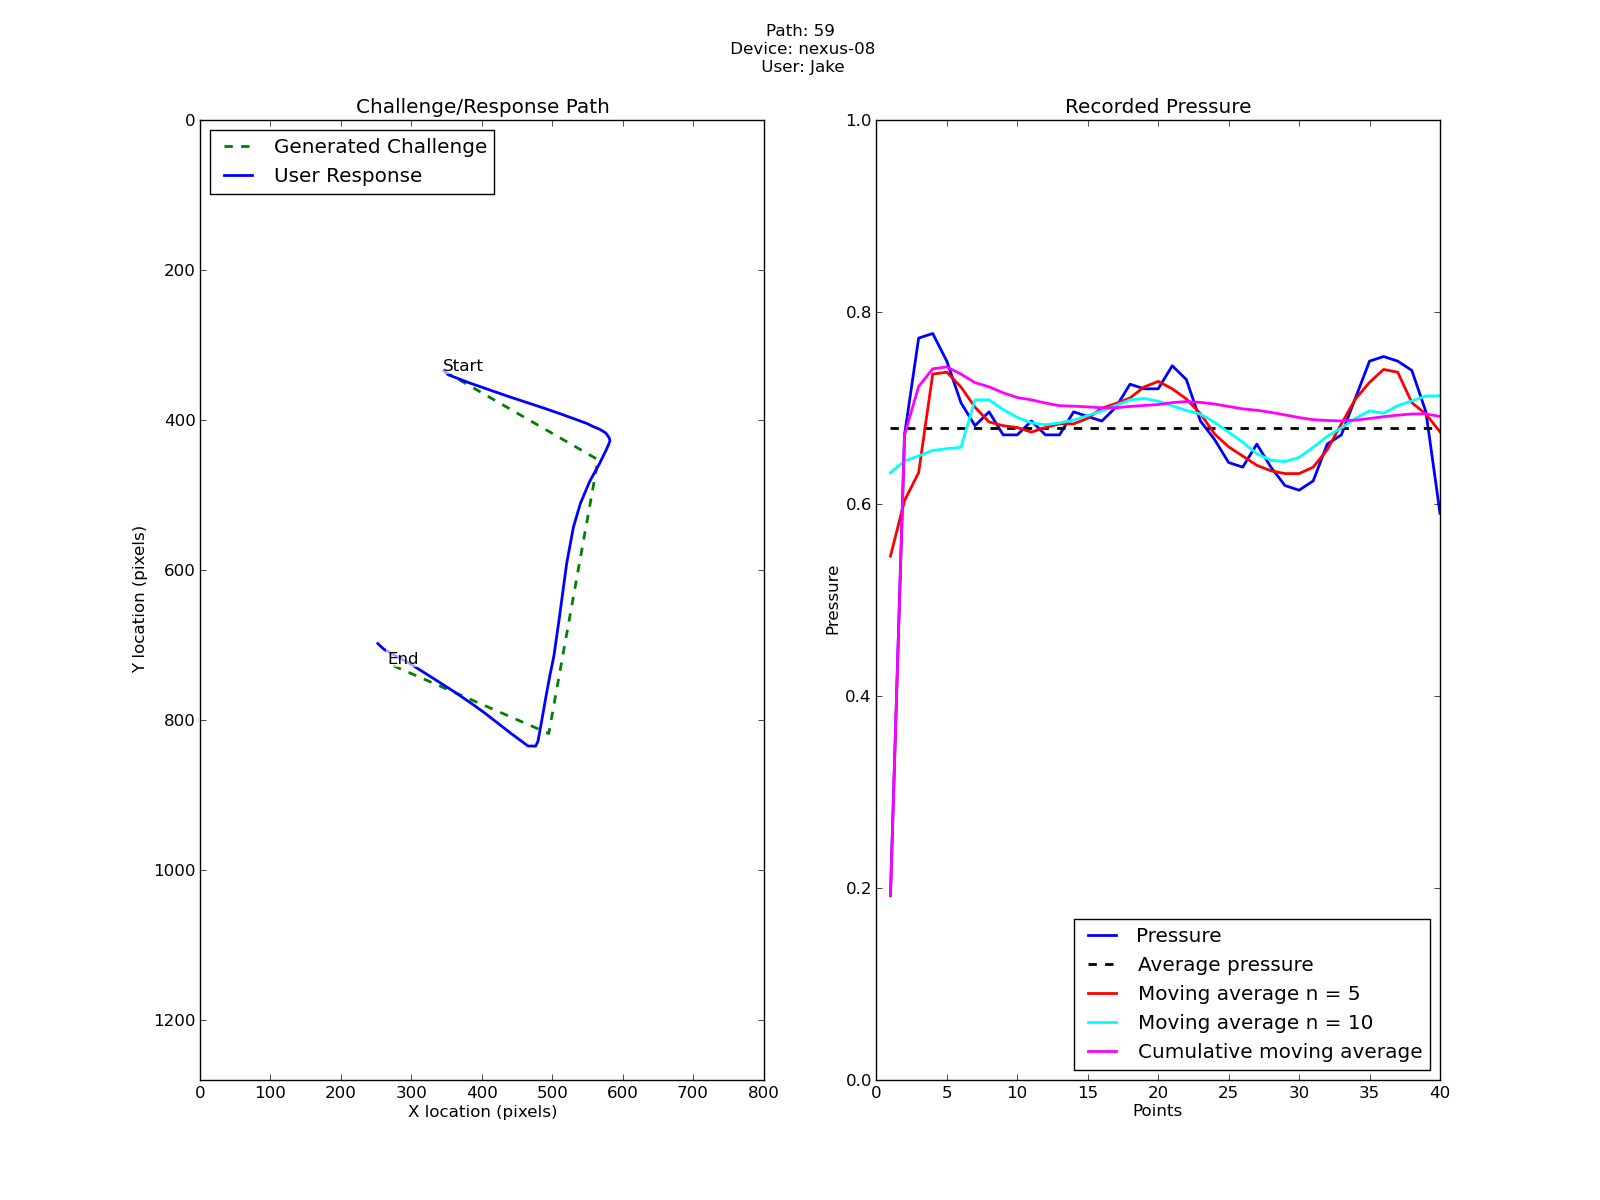 Path: 59
Device: nexus-08
User: Jake
Challenge/Response Path
Generated Challenge
User Response
Start
End
0
200
400
600
800
1000
1200
Y location (pixels)
0 100 200 300 400 500 600 700 800
X location (pixels)
Recorded Pressure
1.0
0.8
0.6
0.4
0.2
0.0
Pressure
Pressure
Average pressure
Moving average n = 5
Moving average n = 10
Cumulative moving average
0 5 10 15 20 25 30 35 40
Points